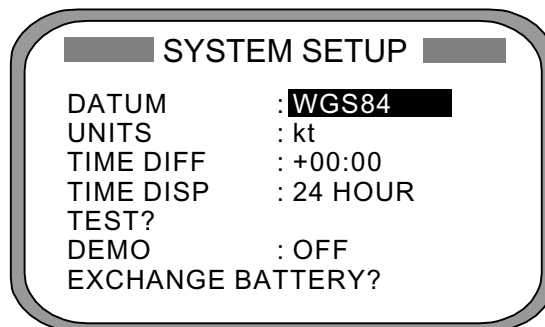 SYSTEM SETUP
DATUM : WGS84
UNITS : kt
TIME DIFF : +00:00
TIME DISP : 24 HOUR
TEST?
DEMO : OFF
EXCHANGE BATTERY?